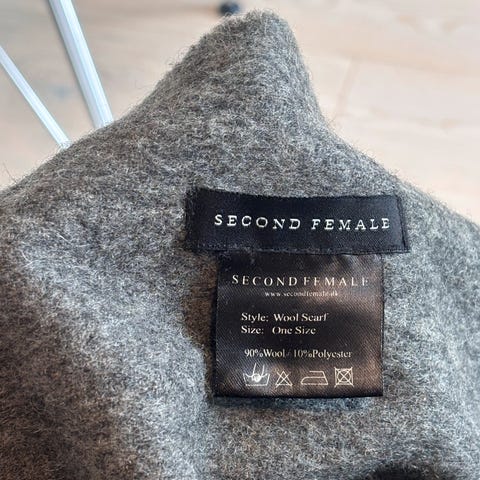 SECOND FEMALE
SECOND FEMALE
www.secondfemale.dk
Style: Wool Scarf
Size: One Size
90%Wool / 10%Polyester